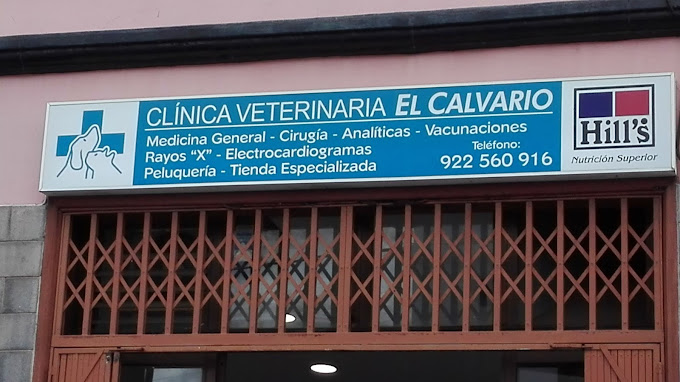 CLÍNICA VETERINARIA EL CALVARIO
Medicina General - Cirugía - Analíticas - Vacunaciones
Rayos "X" - Electrocardiogramas
Peluquería - Tienda Especializada
Teléfono:
922 560 916
Hill's
Nutrición Superior